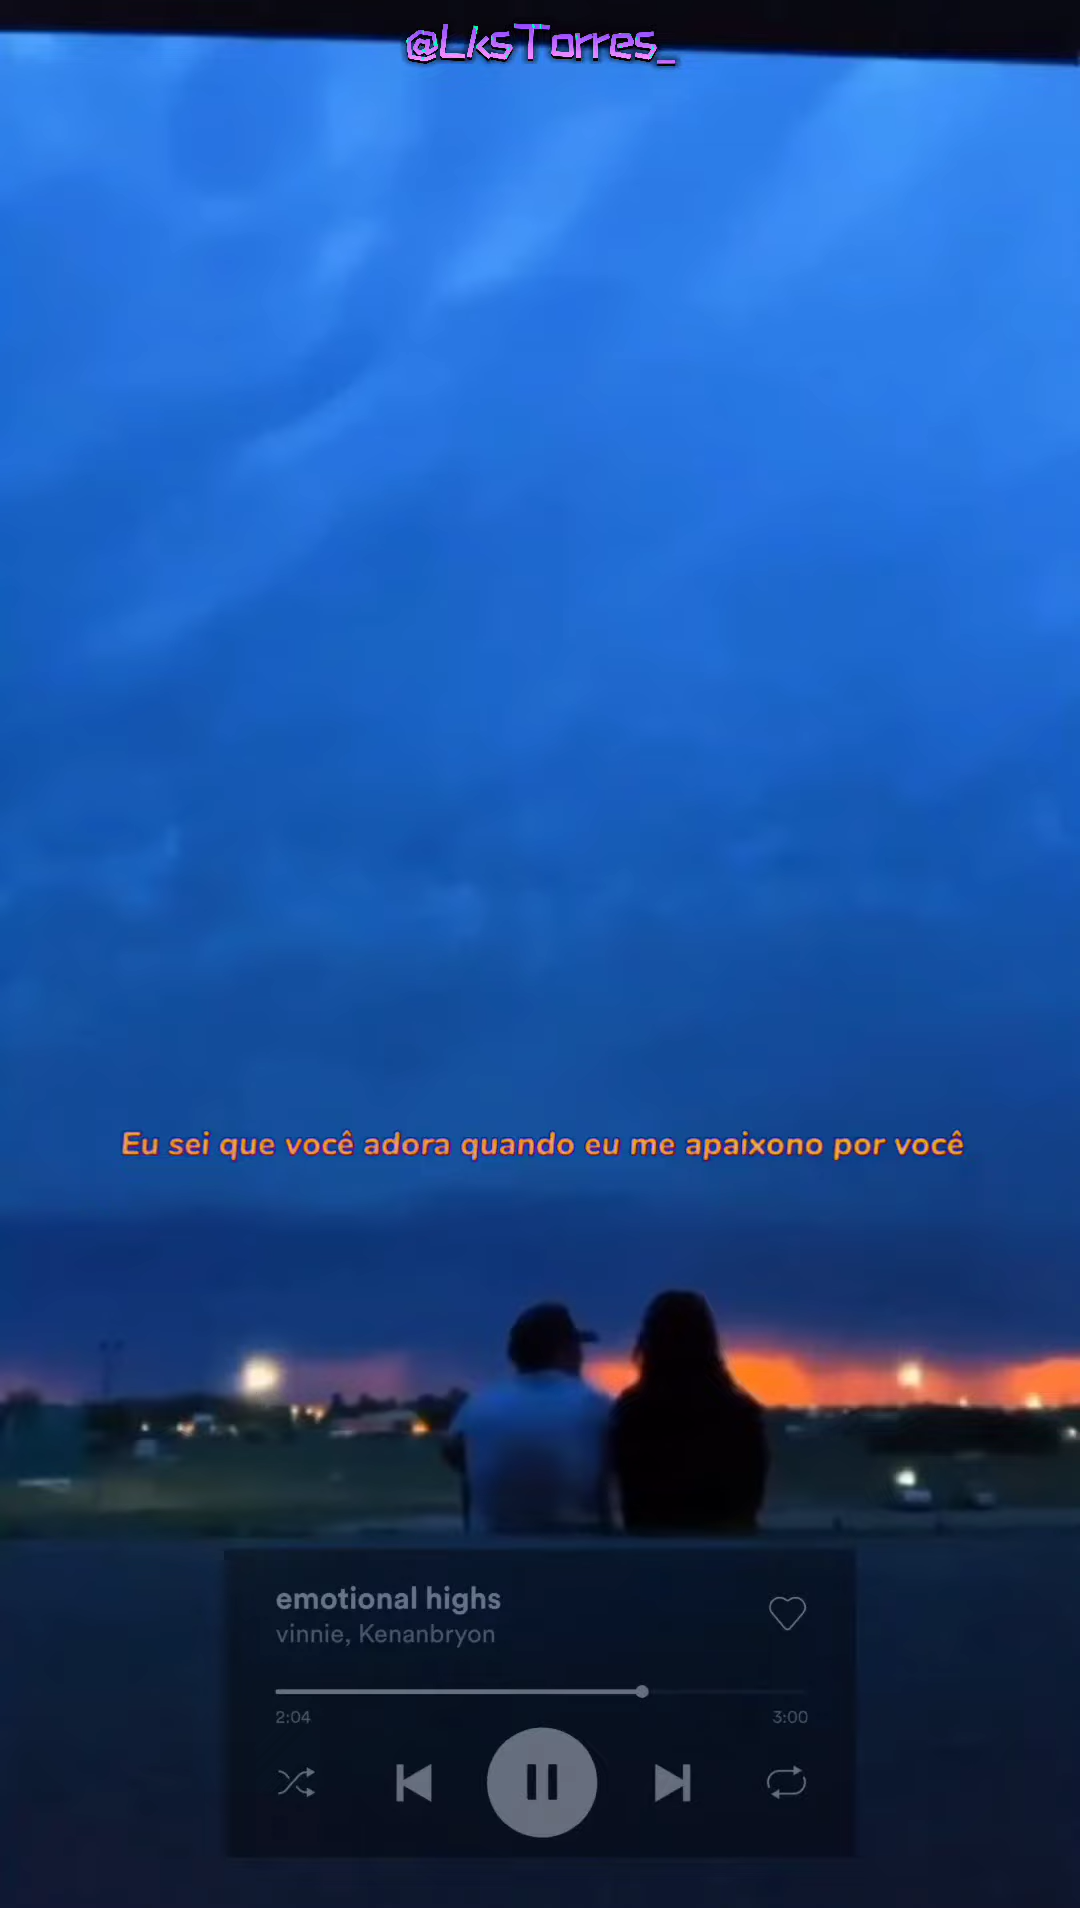 @LksTorres_
Eu sei que você adora quando eu me apaixono por você
emotional highs
vinnie, Kenanbryon
2:04
3:00